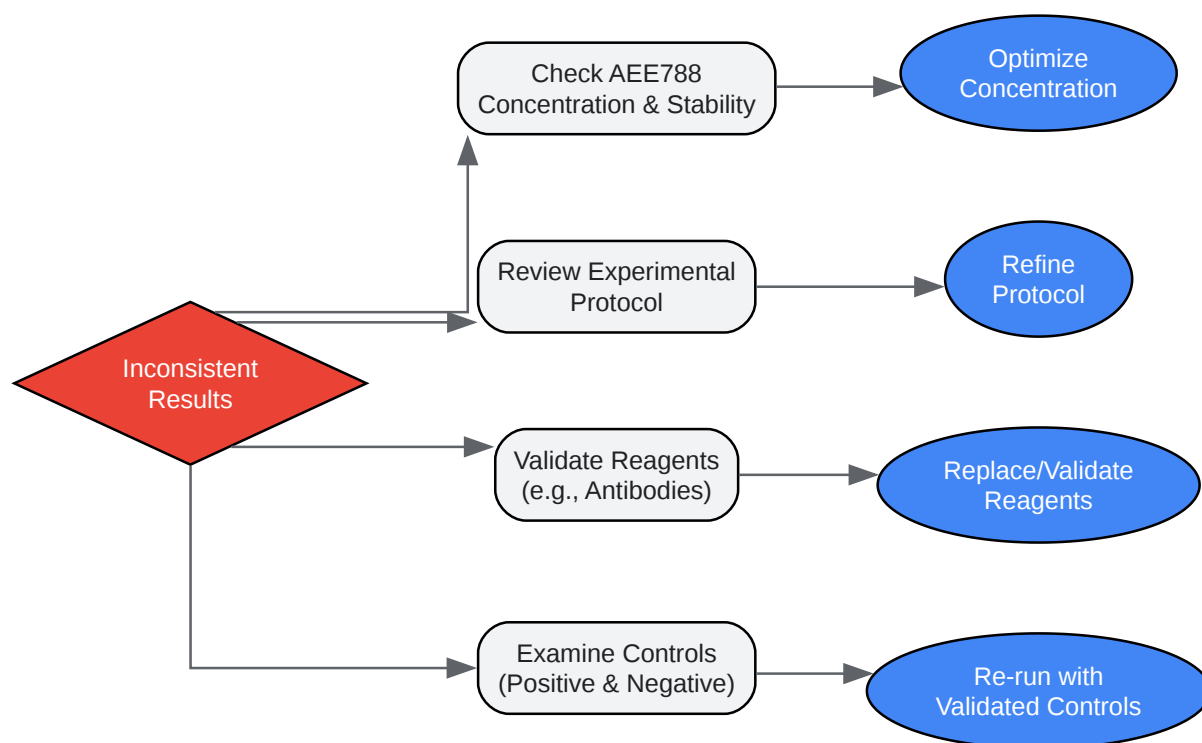 Check AEE788
Concentration & Stability
Optimize
Concentration
Review Experimental
Protocol
Refine
Protocol
Inconsistent
Results
Validate Reagents
(e.g., Antibodies)
Replace/Validate
Reagents
Examine Controls
(Positive & Negative)
Re-run with
Validated Controls